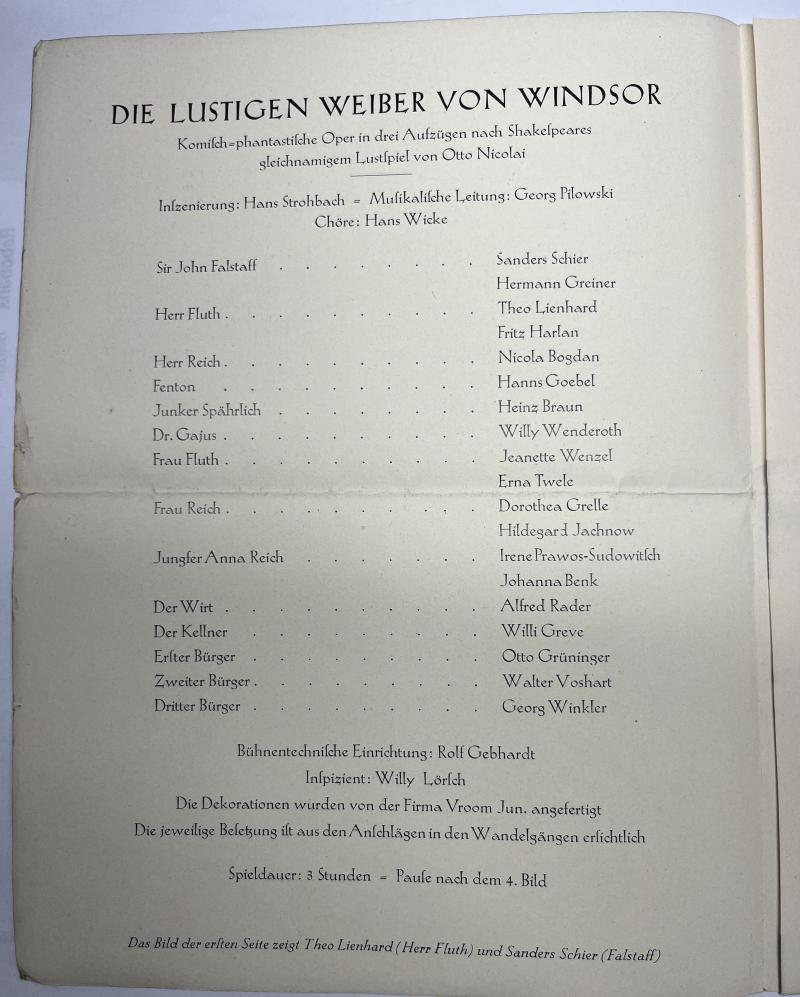 DIE LUSTIGEN WEIBER VON WINDSOR
Komiſch=phantastiſche Oper in drei Aufzügen nach Shakeſpeares
gleichnamigem Luſtſpiel von Otto Nicolai
Inſzenierung: Hans Strohbach = Muſikaliſche Leitung: Georg Pilowski
Chöre: Hans Wicke
Sir John Falstaff . . . . . . . . Sanders Schier
Hermann Greiner
Herr Fluth . . . . . . . . . . Theo Lienhard
Fritz Harlan
Herr Reich . . . . . . . . . . Nicola Bogdan
Fenton . . . . . . . . . . Hanns Goebel
Junker Spährlich . . . . . . . . Heinz Braun
Dr. Gajus . . . . . . . . . . Willy Wenderoth
Frau Fluth . . . . . . . . . . Jeanette Wenzel
Erna Twele
Frau Reich . . . . . . . . . . Dorothea Grelle
Hildegard Jachnow
Jungfer Anna Reich . . . . . . . Irene Prawos-Sudowitſch
Johanna Benk
Der Wirt . . . . . . . . . . Alfred Rader
Der Kellner . . . . . . . . . Willi Greve
Erſter Bürger . . . . . . . . . Otto Grüninger
Zweiter Bürger . . . . . . . . . Walter Voshart
Dritter Bürger . . . . . . . . . Georg Winkler
Bühnentechniſche Einrichtung: Rolf Gebhardt
Inſpizient: Willy Lörſch
Die Dekorationen wurden von der Firma Vroom Jun. angefertigt
Die jeweilige Beſetzung iſt aus den Anſchlägen in den Wandelgängen erſichtlich
Spieldauer: 3 Stunden = Pauſe nach dem 4. Bild
Das Bild der erſten Seite zeigt Theo Lienhard (Herr Fluth) und Sanders Schier (Falstaff)